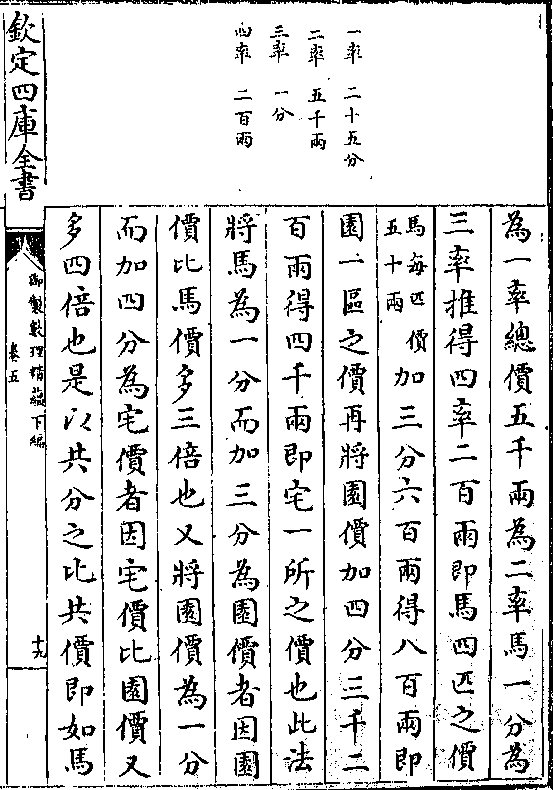 一率　二十五分
二率　五千兩
三率　一分
四率　二百兩
為一率總價五千兩為二率馬一分為
三率推得四率二百兩即馬四匹之價
馬每匹價
五十兩
加三分六百兩得八百兩即
園一區之價再將園價加四分三千二
百兩得四千兩即宅一所之價也此法
將馬為一分而加三分為園價者因園
價比馬價多三倍也又將園價為一分
而加四分為宅價者因宅價比園價又
多四倍也是以共分之比共價即如馬
欽定四庫全書
御製數理精藴下編
卷五
十九